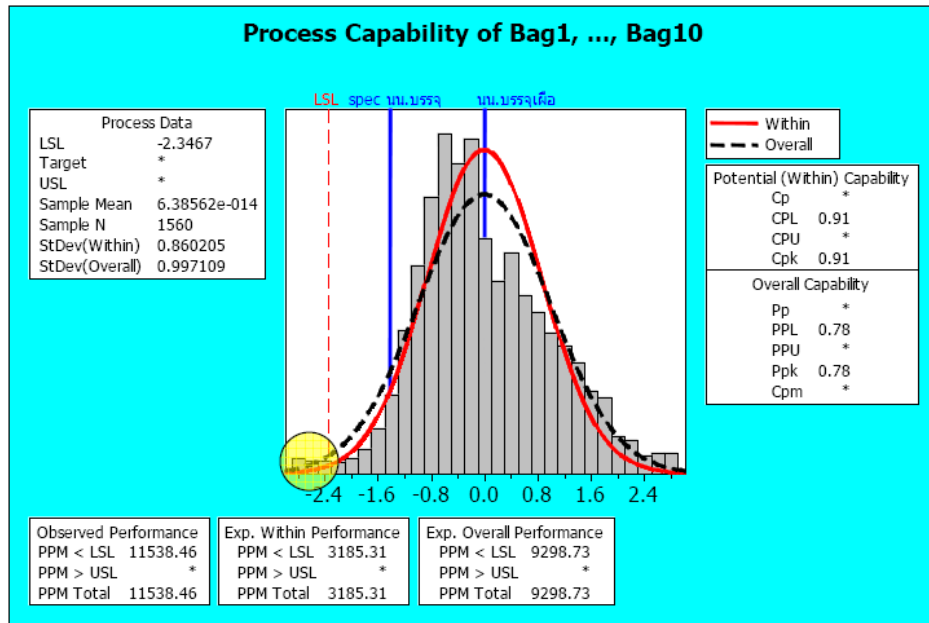 Process Capability of Bag1, ..., Bag10
LSL spec นน.บรรจุ นน.บรรจุเผื่อ
Process Data
LSL -2.3467
Target *
USL *
Sample Mean 6.38562e-014
Sample N 1560
StDev(Within) 0.860205
StDev(Overall) 0.997109
Within
Overall
Potential (Within) Capability
Cp *
CPL 0.91
CPU *
Cpk 0.91
Overall Capability
Pp *
PPL 0.78
PPU *
Ppk 0.78
Cpm *
-2.4 -1.6 -0.8 0.0 0.8 1.6 2.4
Observed Performance
PPM < LSL 11538.46
PPM > USL *
PPM Total 11538.46
Exp. Within Performance
PPM < LSL 3185.31
PPM > USL *
PPM Total 3185.31
Exp. Overall Performance
PPM < LSL 9298.73
PPM > USL *
PPM Total 9298.73